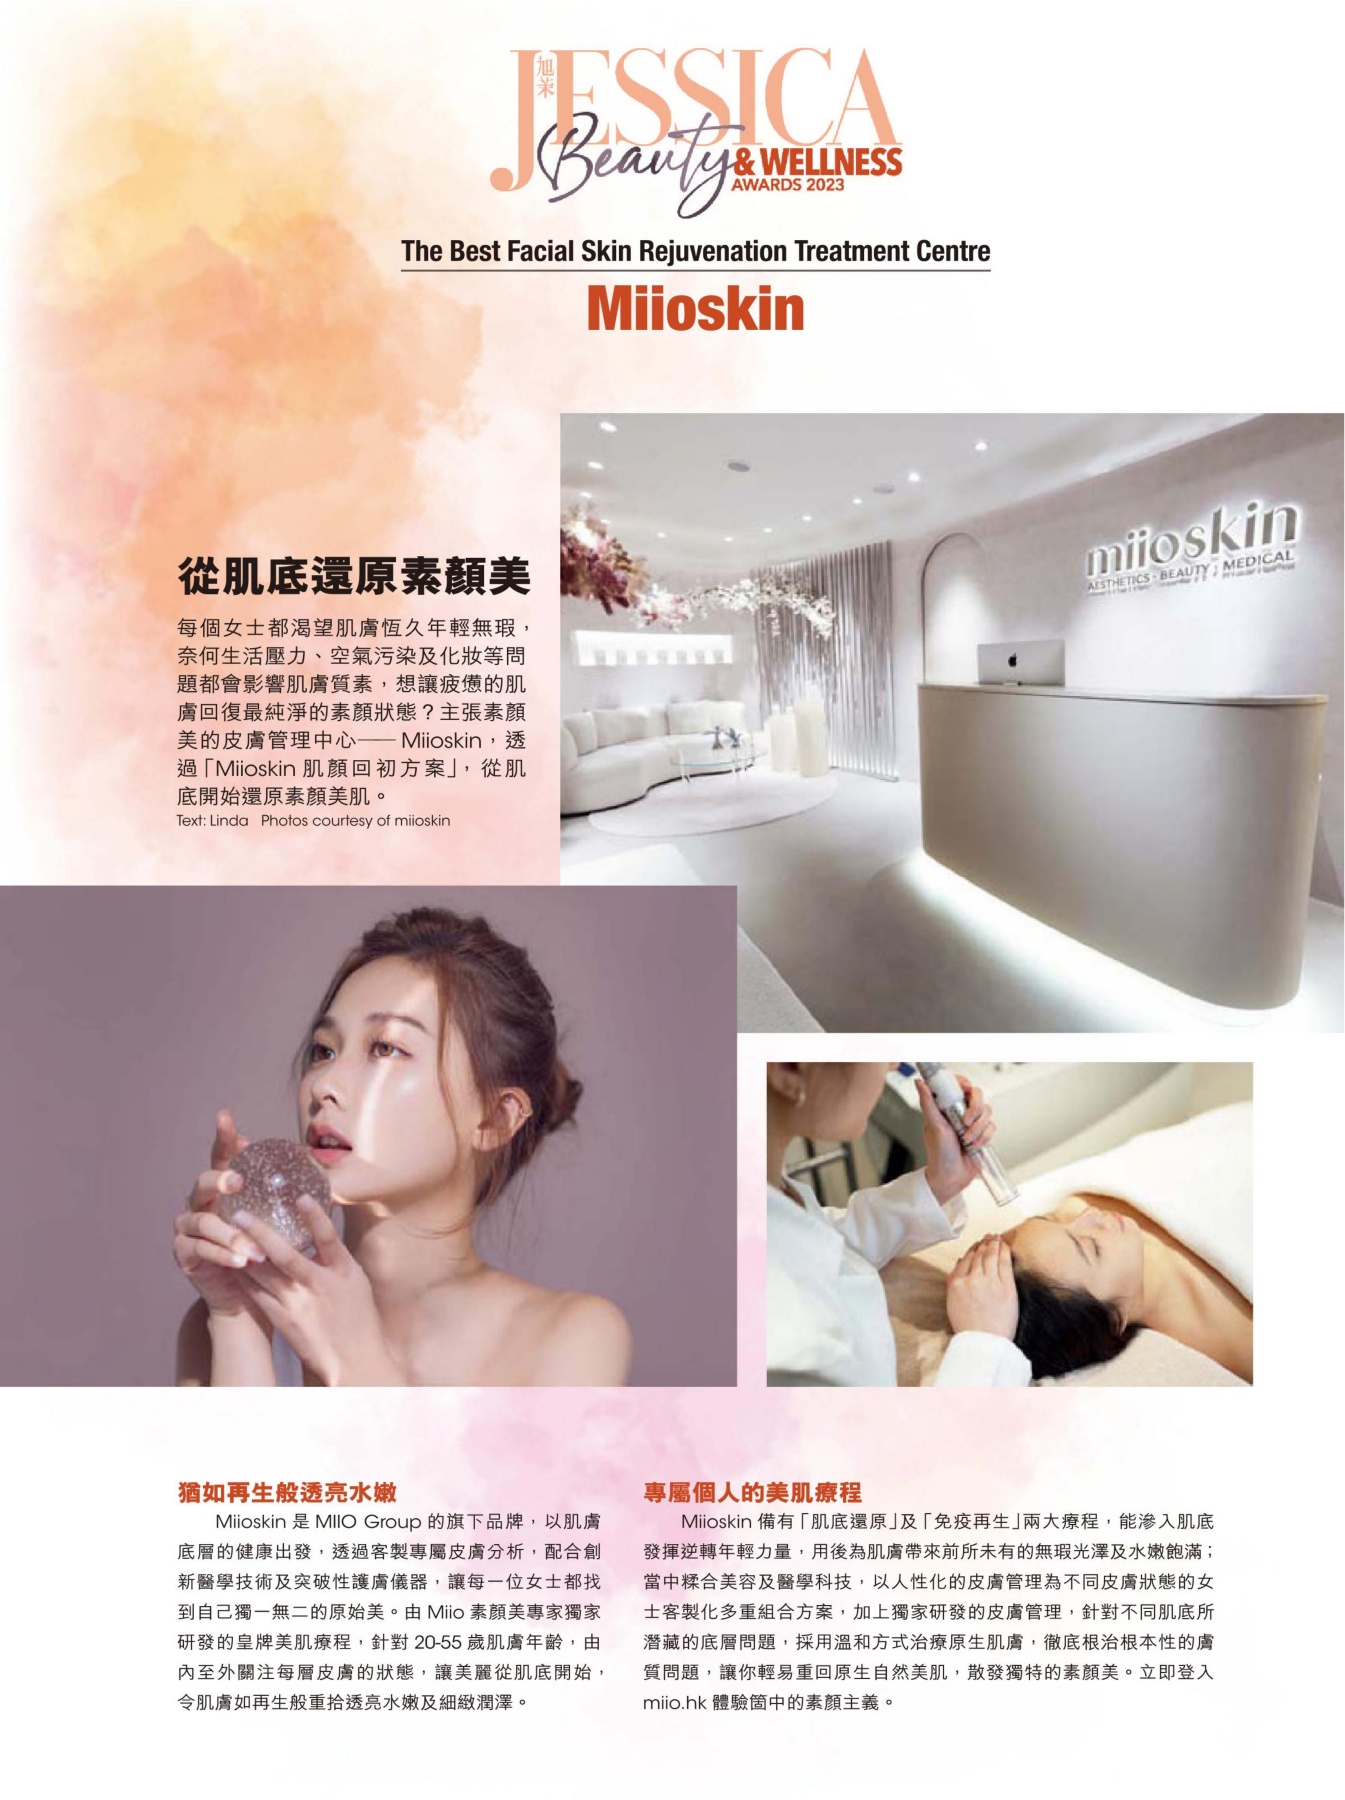 JESSICA
旭茉
Beauty & WELLNESS
AWARDS 2023
The Best Facial Skin Rejuvenation Treatment Centre
Miioskin
miioskin
AESTHETICS · BEAUTY · MEDICAL
從肌底還原素顏美
每個女士都渴望肌膚恆久年輕無瑕，
奈何生活壓力、空氣污染及化妝等問
題都會影響肌膚質素，想讓疲憊的肌
膚回復最純淨的素顏狀態？主張素顏
美的皮膚管理中心── Miioskin，透
過「Miioskin 肌顏回初方案」，從肌
底開始還原素顏美肌。
Text: Linda Photos courtesy of miioskin
猶如再生般透亮水嫩
Miioskin 是 MIIO Group 的旗下品牌，以肌膚
底層的健康出發，透過客製專屬皮膚分析，配合創
新醫學技術及突破性護膚儀器，讓每一位女士都找
到自己獨一無二的原始美。由 Miio 素顏美專家獨家
研發的皇牌美肌療程，針對 20-55 歲肌膚年齡，由
內至外關注每層皮膚的狀態，讓美麗從肌底開始，
令肌膚如再生般重拾透亮水嫩及細緻潤澤。
專屬個人的美肌療程
Miioskin 備有「肌底還原」及「免疫再生」兩大療程，能滲入肌底
發揮逆轉年輕力量，用後為肌膚帶來前所未有的無瑕光澤及水嫩飽滿；
當中糅合美容及醫學科技，以人性化的皮膚管理為不同皮膚狀態的女
士客製化多重組合方案，加上獨家研發的皮膚管理，針對不同肌底所
潛藏的底層問題，採用溫和方式治療原生肌膚，徹底根治根本性的膚
質問題，讓你輕易重回原生自然美肌，散發獨特的素顏美。立即登入
miio.hk 體驗箇中的素顏主義。